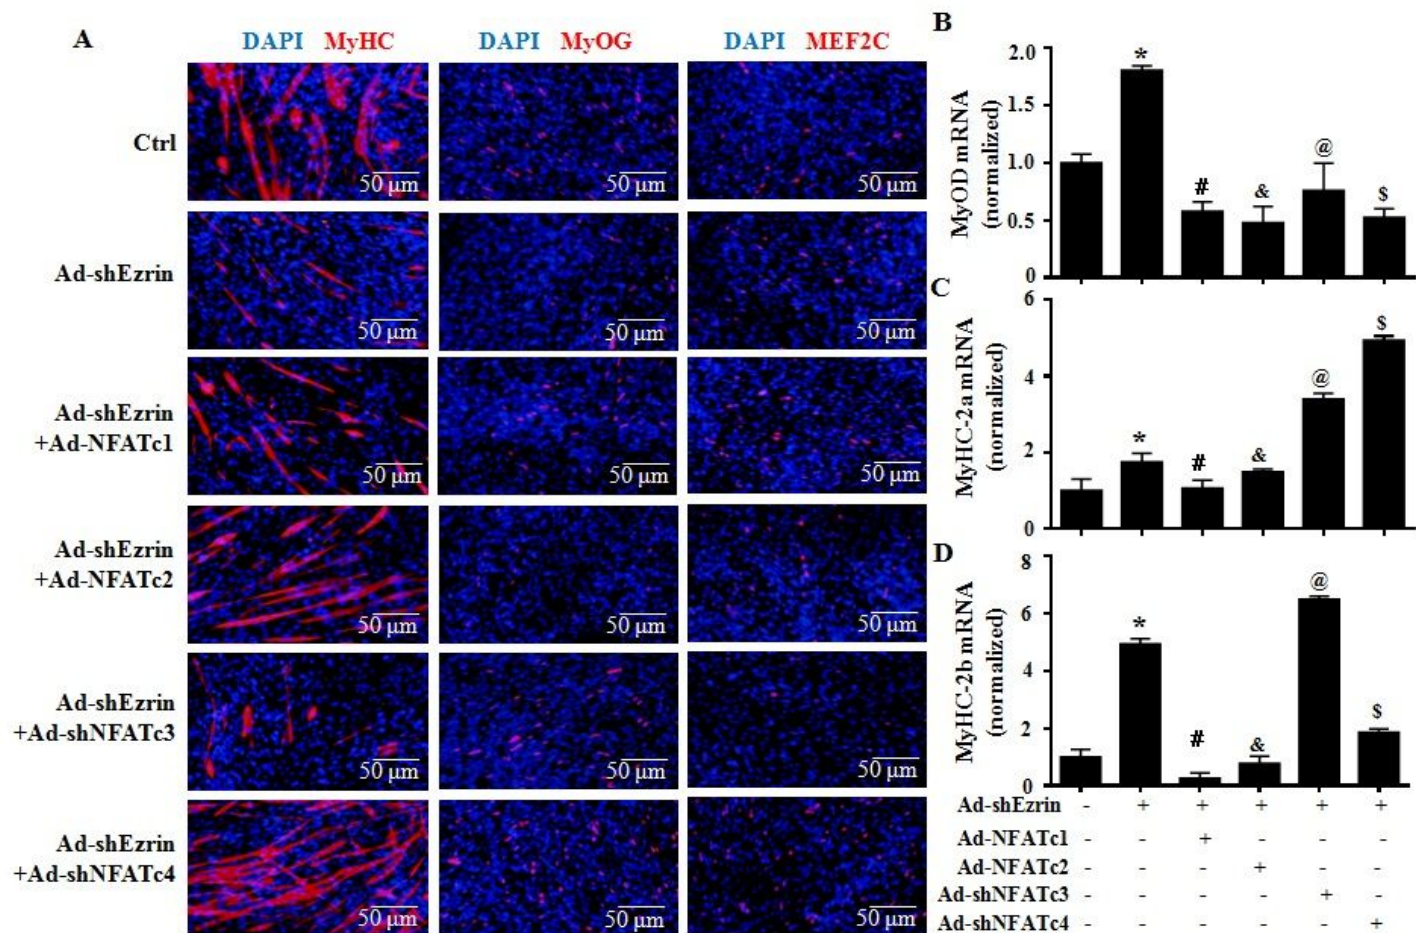 A
DAPI MyHC DAPI MyOG DAPI MEF2C
Ctrl
50 µm 50 µm 50 µm
Ad-shEzrin
50 µm 50 µm 50 µm
Ad-shEzrin
+Ad-NFATc1
50 µm 50 µm 50 µm
Ad-shEzrin
+Ad-NFATc2
50 µm 50 µm 50 µm
Ad-shEzrin
+Ad-shNFATc3
50 µm 50 µm 50 µm
Ad-shEzrin
+Ad-shNFATc4
50 µm 50 µm 50 µm
B
MyOD mRNA
(normalized)
2.0
1.5
1.0
0.5
0
* # & @ $
C
MyHC-2a mRNA
(normalized)
6
4
2
0
* # & @ $
D
MyHC-2b mRNA
(normalized)
8
6
4
2
0
* # & @ $
Ad-shEzrin - + + + + +
Ad-NFATc1 - - + - - -
Ad-NFATc2 - - - + - -
Ad-shNFATc3 - - - - + -
Ad-shNFATc4 - - - - - +